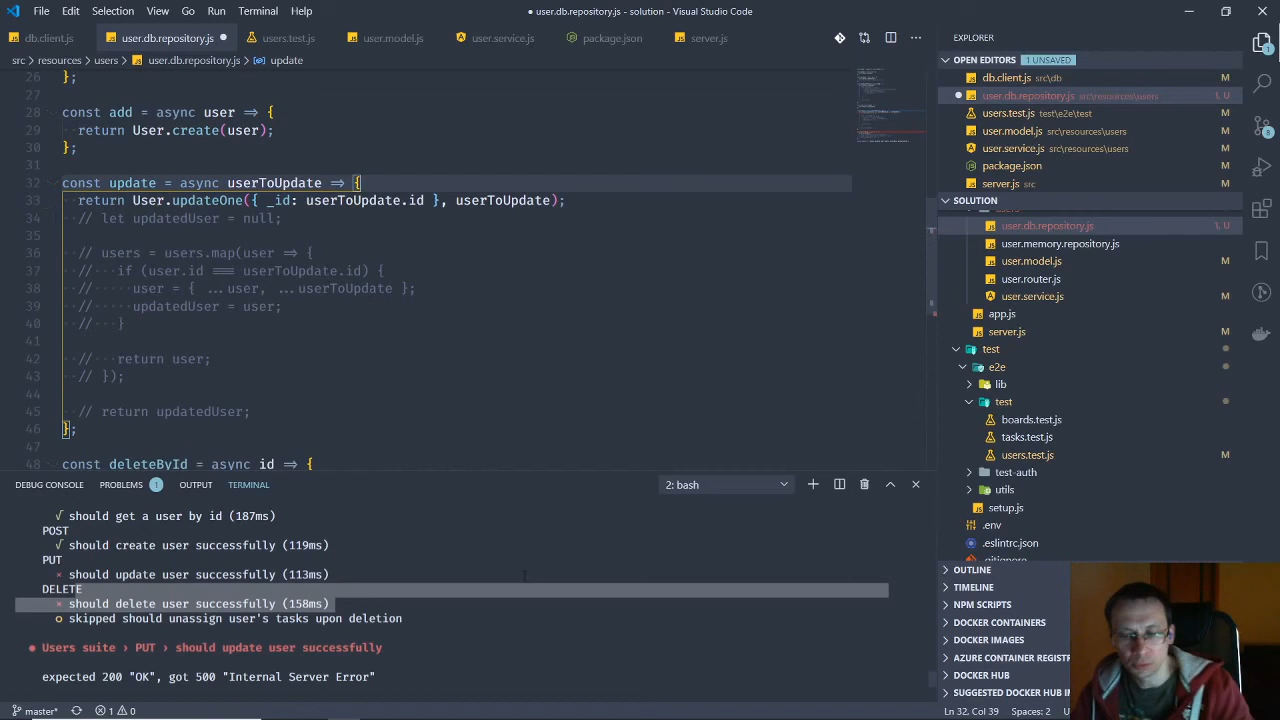 File Edit Selection View Go Run Terminal Help
user.db.repository.js - solution - Visual Studio Code
db.client.js user.db.repository.js users.test.js user.model.js user.service.js package.json server.js
src > resources > users > user.db.repository.js > update
26 };
27
28 const add = async user => {
29 return User.create(user);
30 };
31
32 const update = async userToUpdate => {
33 return User.updateOne({ _id: userToUpdate.id }, userToUpdate);
34 // let updatedUser = null;
35
36 // users = users.map(user => {
37 // if (user.id === userToUpdate.id) {
38 // user = { ...user, ...userToUpdate };
39 // updatedUser = user;
40 // }
41
42 // return user;
43 // });
44
45 // return updatedUser;
46 };
47
48 const deleteById = async id => {
DEBUG CONSOLE PROBLEMS 1 OUTPUT TERMINAL 2: bash
√ should get a user by id (187ms)
POST
√ should create user successfully (119ms)
PUT
× should update user successfully (113ms)
DELETE
× should delete user successfully (158ms)
o skipped should unassign user's tasks upon deletion
● Users suite › PUT › should update user successfully
expected 200 "OK", got 500 "Internal Server Error"
master* 1 0 Ln 32, Col 39 Spaces: 2
EXPLORER
OPEN EDITORS 1 UNSAVED
db.client.js src\db M
user.db.repository.js src\resources\users 1, U
users.test.js test\e2e\test M
user.model.js src\resources\users M
user.service.js src\resources\users M
package.json M
server.js src M
SOLUTION
user.db.repository.js 1, U
user.memory.repository.js
user.model.js M
user.router.js
user.service.js M
app.js
server.js M
test
e2e
lib
test
boards.test.js
tasks.test.js
users.test.js M
test-auth
utils
setup.js
.env
.eslintrc.json
.gitignore
OUTLINE
TIMELINE
NPM SCRIPTS
DOCKER CONTAINERS
DOCKER IMAGES
AZURE CONTAINER REGISTR
DOCKER HUB
SUGGESTED DOCKER HUB IM